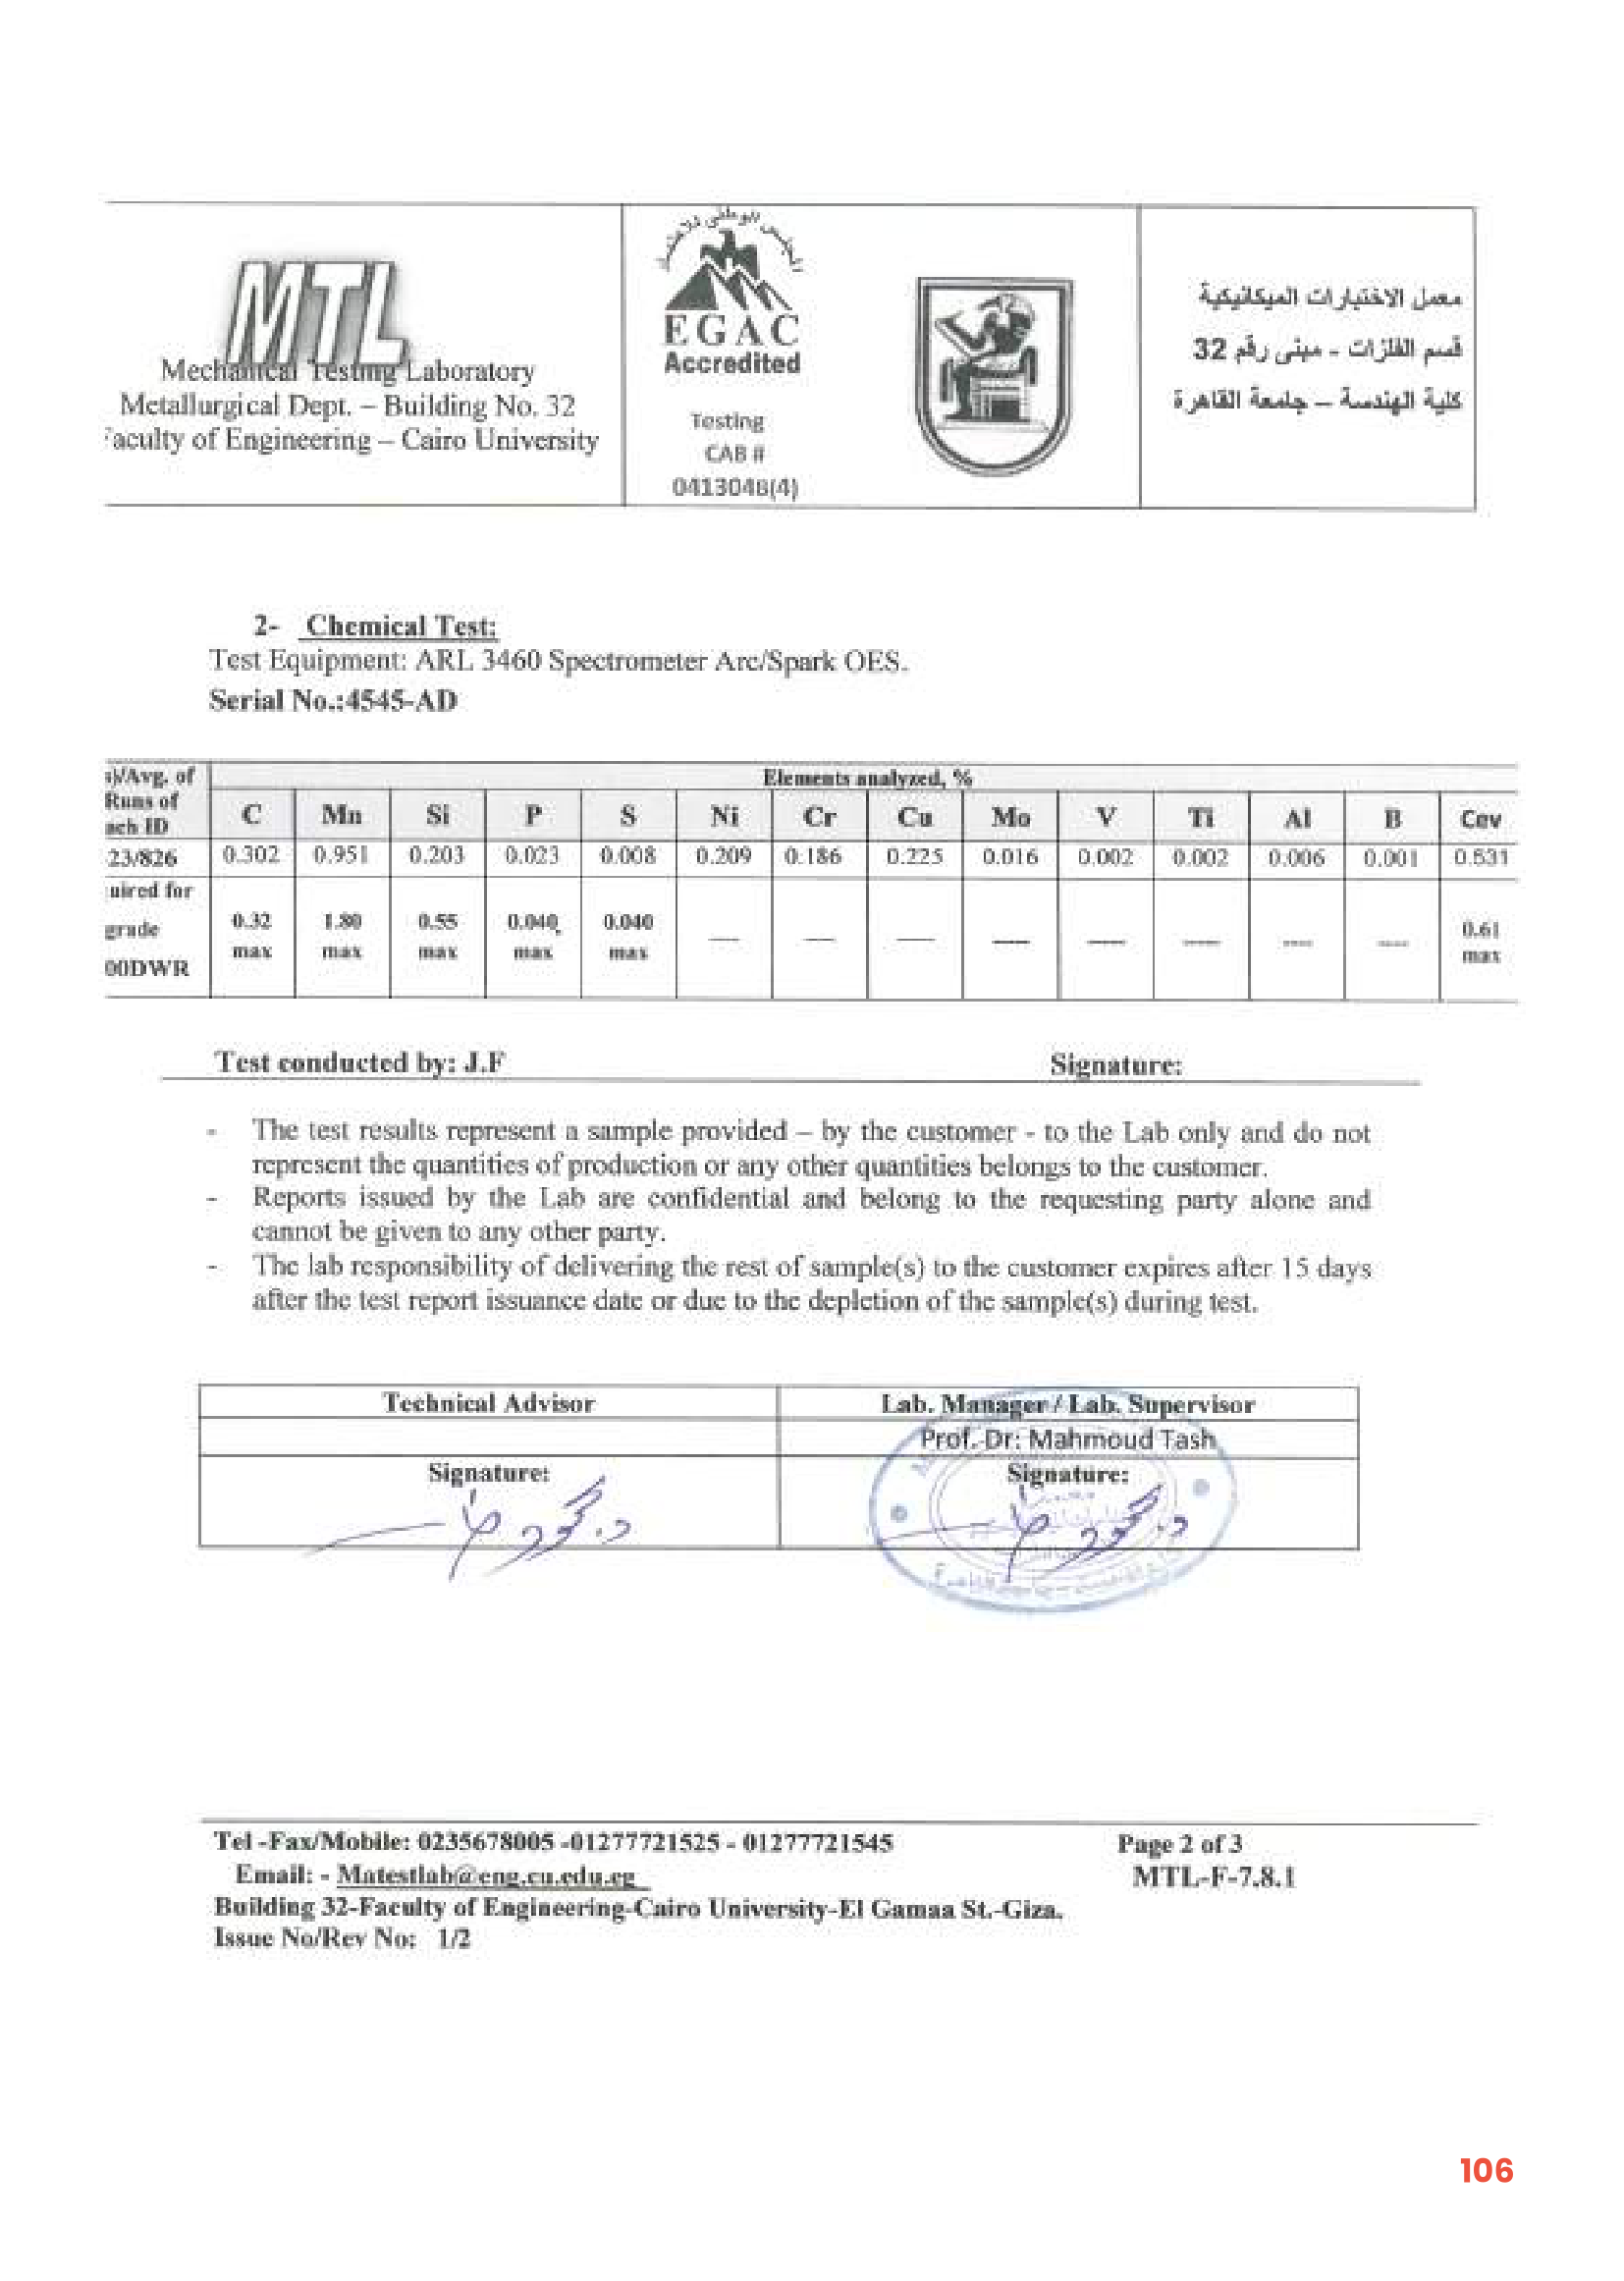 MTL
Mechanical Testing Laboratory
Metallurgical Dept. – Building No. 32
aculty of Engineering – Cairo University
EGAC
Accredited
Testing
CAB #
0413048(4)
معمل الاختبارات الميكانيكية
قسم الفلزات - مبنى رقم 32
كلية الهندسة – جامعة القاهرة
2- Chemical Test:
Test Equipment: ARL 3460 Spectrometer Arc/Spark OES.
Serial No.:4545-AD
)/Avg. of Runs of ach ID
Elements analyzed, %
C Mn Si P S Ni Cr Cu Mo V Ti Al B Cev
23/826 0.302 0.951 0.203 0.023 0.008 0.209 0.186 0.225 0.016 0.002 0.002 0.006 0.001 0.531
uired for grade 00DWR 0.32 max 1.80 max 0.55 max 0.040 max 0.040 max --- --- --- --- --- --- --- --- 0.61 max
Test conducted by: J.F Signature:
- The test results represent a sample provided – by the customer - to the Lab only and do not
represent the quantities of production or any other quantities belongs to the customer.
- Reports issued by the Lab are confidential and belong to the requesting party alone and
cannot be given to any other party.
- The lab responsibility of delivering the rest of sample(s) to the customer expires after 15 days
after the test report issuance date or due to the depletion of the sample(s) during test.
Technical Advisor Lab. Manager / Lab. Supervisor
Prof. Dr: Mahmoud Tash
Signature: Signature:
Tel -Fax/Mobile: 0235678005 -01277721525 - 01277721545 Page 2 of 3
Email: - Matestlab@eng.cu.edu.eg MTL-F-7.8.1
Building 32-Faculty of Engineering-Cairo University-El Gamaa St.-Giza.
Issue No/Rev No: 1/2
106